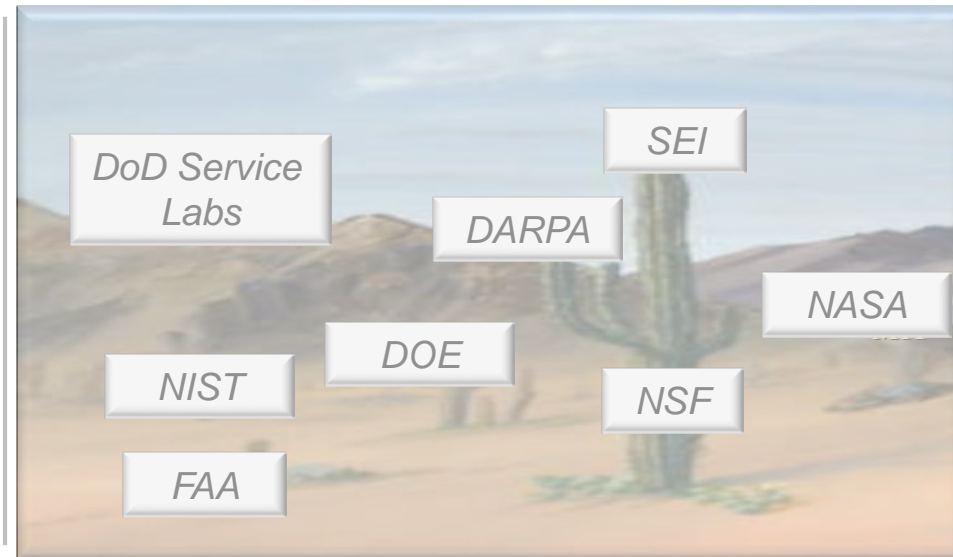 SEI
DoD Service
Labs
DARPA
NASA
DOE
NIST
NSF
FAA